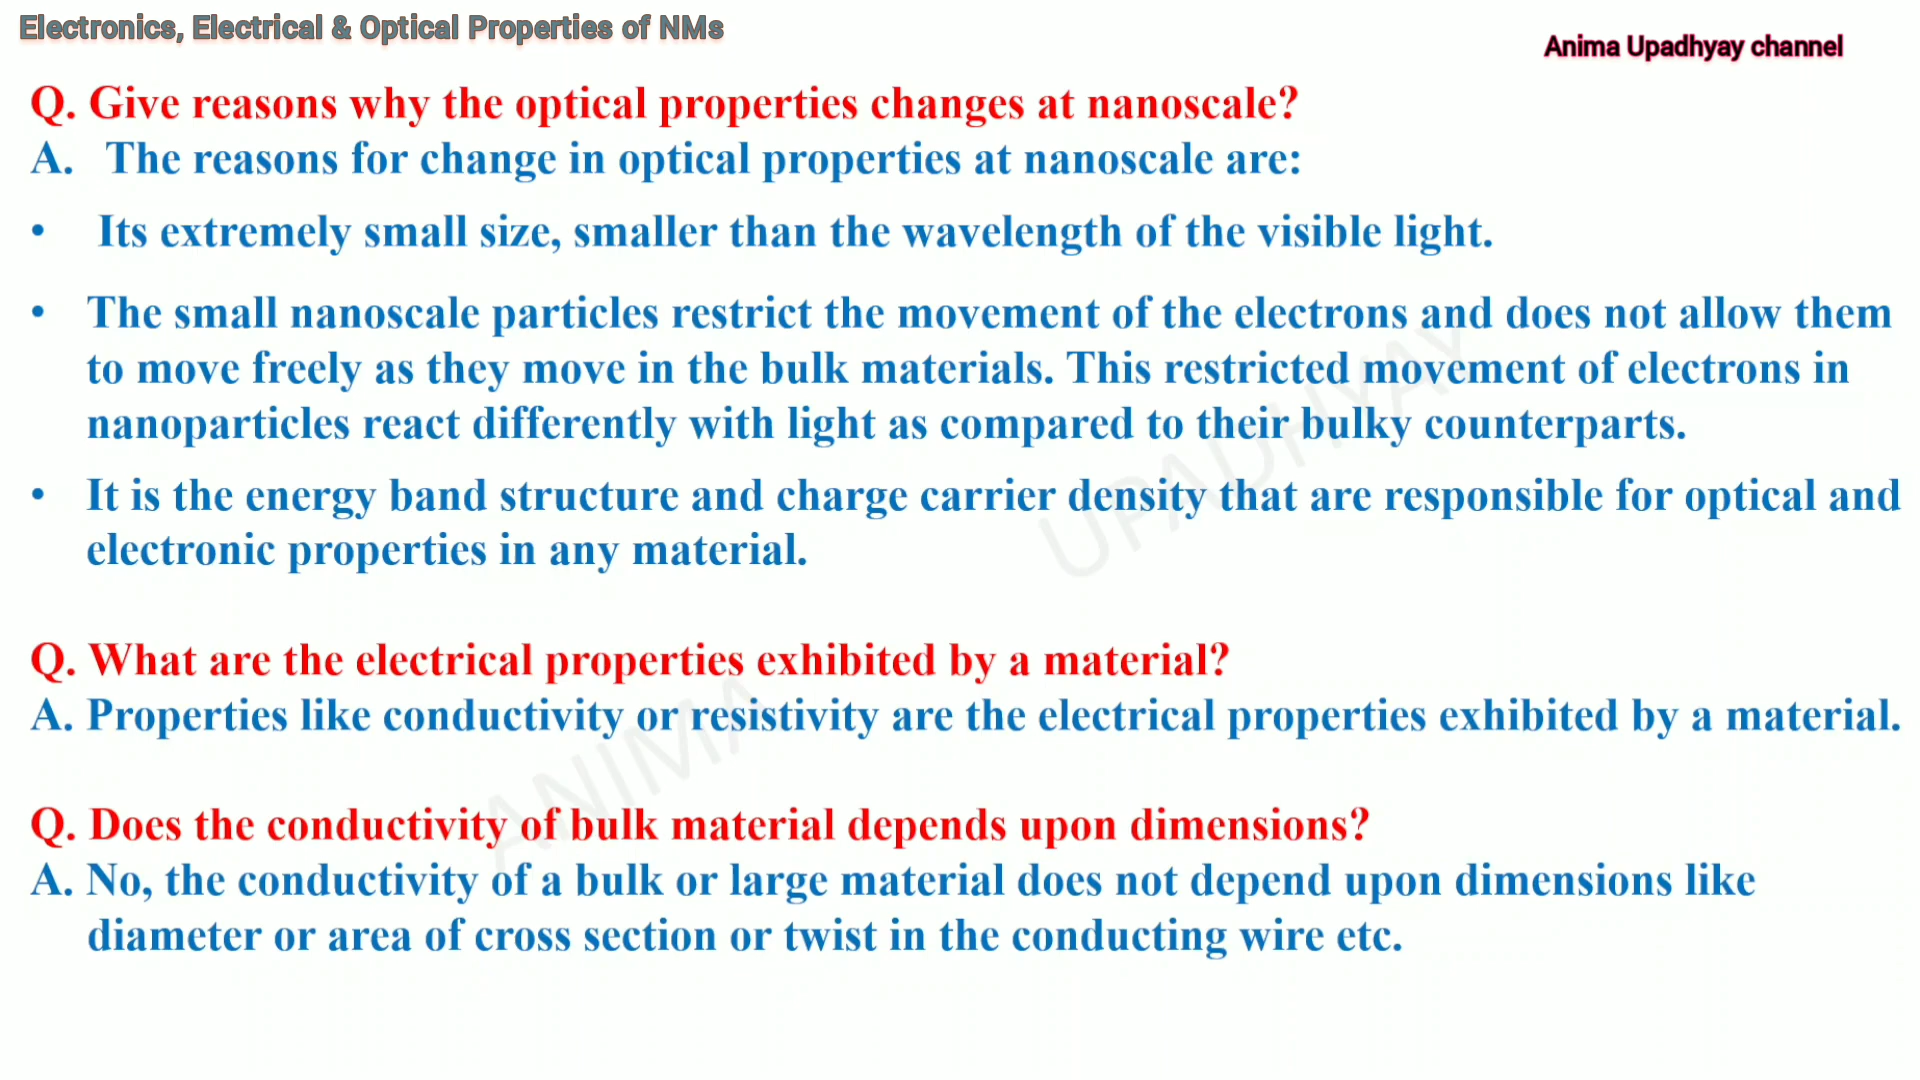 Electronics, Electrical & Optical Properties of NMs
Anima Upadhyay channel
Q. Give reasons why the optical properties changes at nanoscale?
A. The reasons for change in optical properties at nanoscale are:
• Its extremely small size, smaller than the wavelength of the visible light.
• The small nanoscale particles restrict the movement of the electrons and does not allow them
to move freely as they move in the bulk materials. This restricted movement of electrons in
nanoparticles react differently with light as compared to their bulky counterparts.
• It is the energy band structure and charge carrier density that are responsible for optical and
electronic properties in any material.
Q. What are the electrical properties exhibited by a material?
A. Properties like conductivity or resistivity are the electrical properties exhibited by a material.
Q. Does the conductivity of bulk material depends upon dimensions?
A. No, the conductivity of a bulk or large material does not depend upon dimensions like
diameter or area of cross section or twist in the conducting wire etc.
ANIMA UPADHYAY